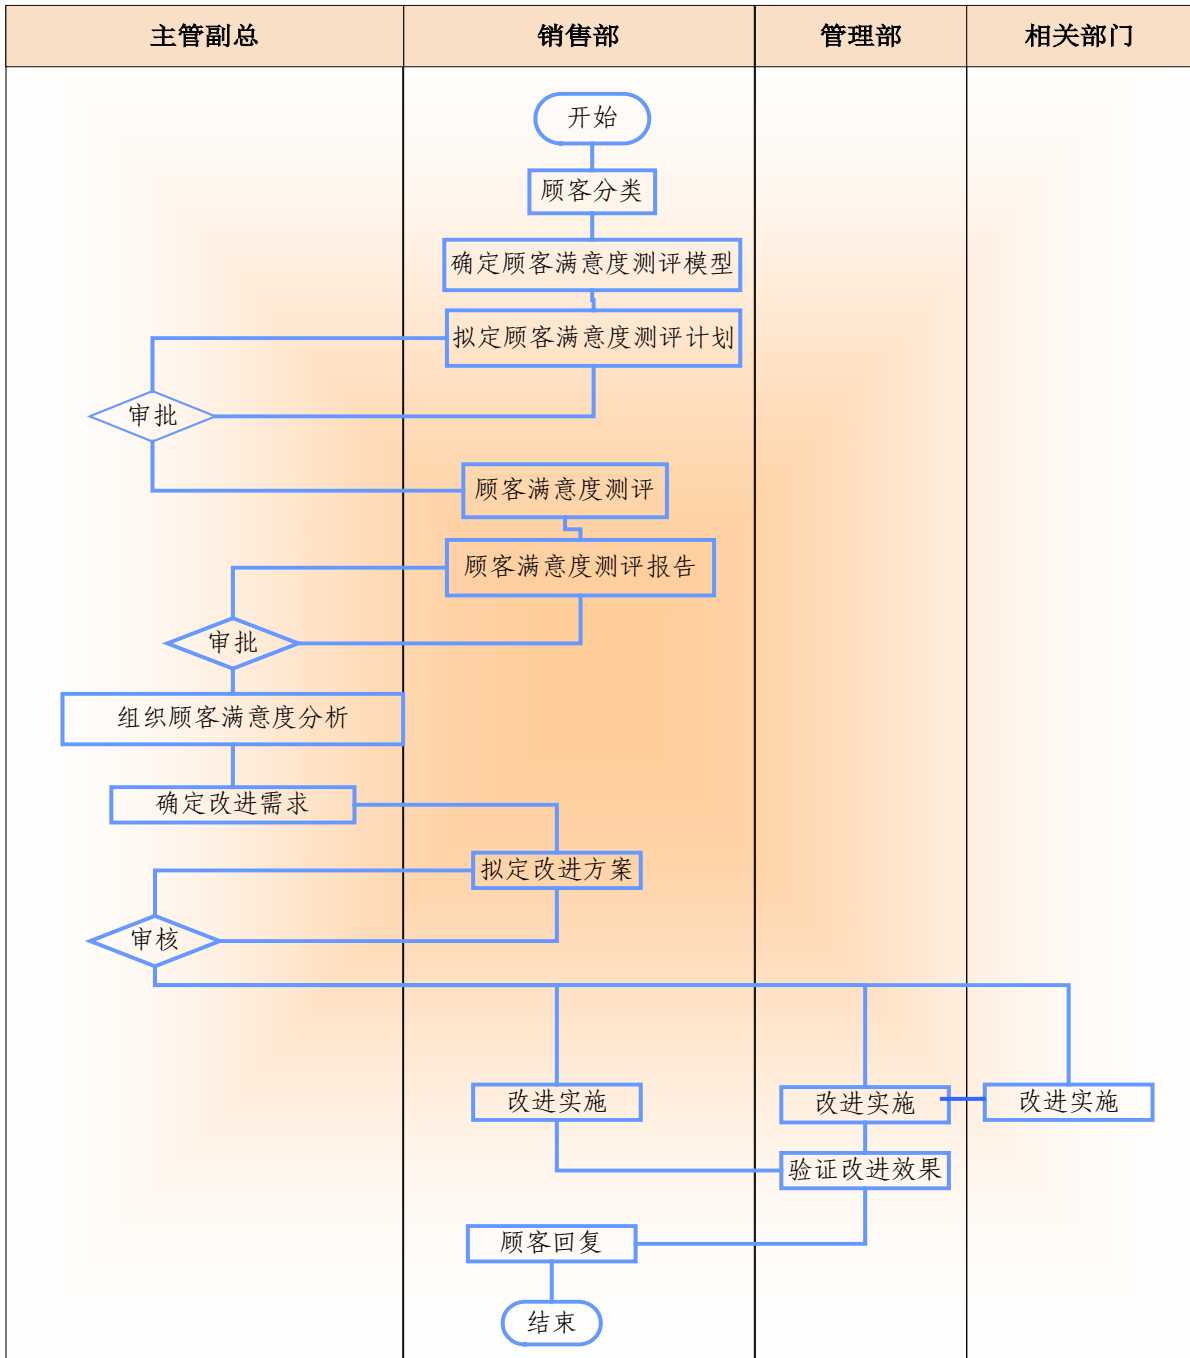 主管副总
销售部
管理部
相关部门
开始
顾客分类
确定顾客满意度测评模型
拟定顾客满意度测评计划
审批
顾客满意度测评
顾客满意度测评报告
审批
组织顾客满意度分析
确定改进需求
拟定改进方案
审核
改进实施
改进实施
改进实施
验证改进效果
顾客回复
结束